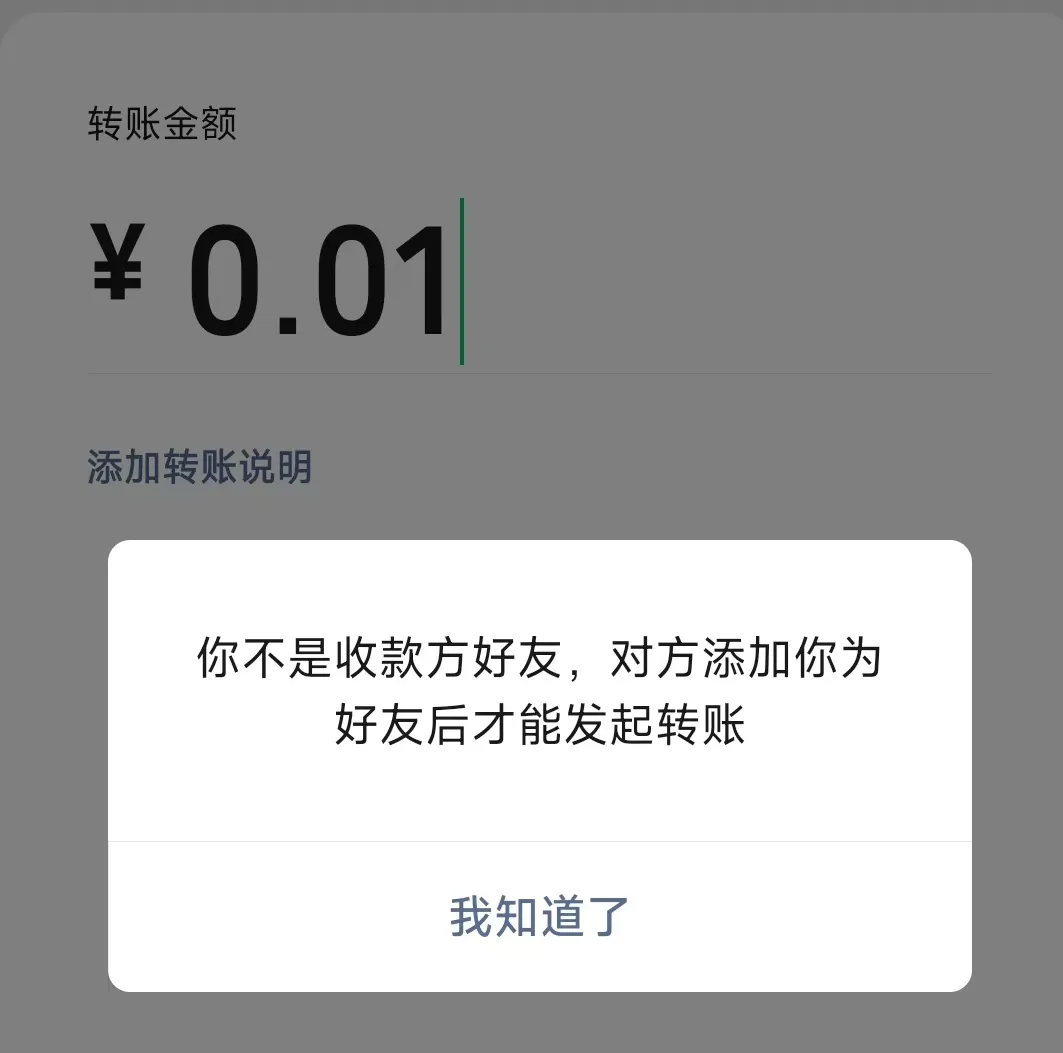 转账金额
¥ 0.01
添加转账说明
你不是收款方好友，对方添加你为
好友后才能发起转账
我知道了